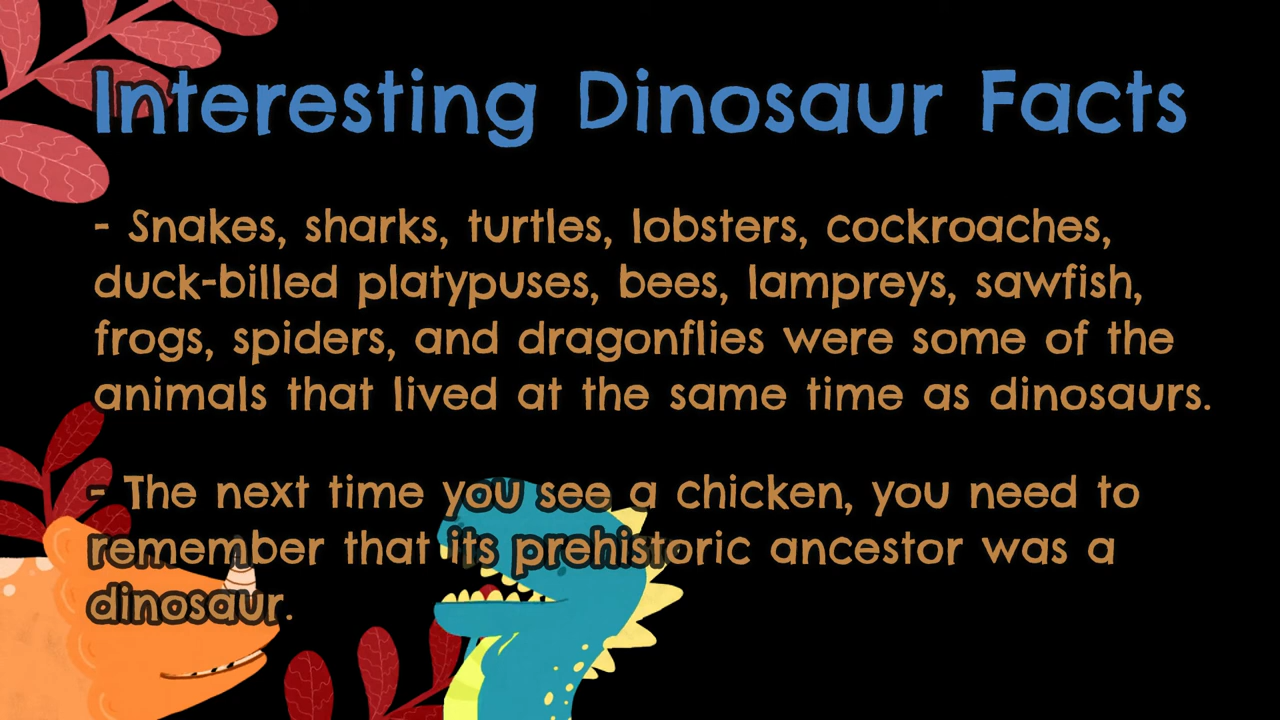 Interesting Dinosaur Facts
- Snakes, sharks, turtles, lobsters, cockroaches,
duck-billed platypuses, bees, lampreys, sawfish,
frogs, spiders, and dragonflies were some of the
animals that lived at the same time as dinosaurs.
- The next time you see a chicken, you need to
remember that its prehistoric ancestor was a
dinosaur.